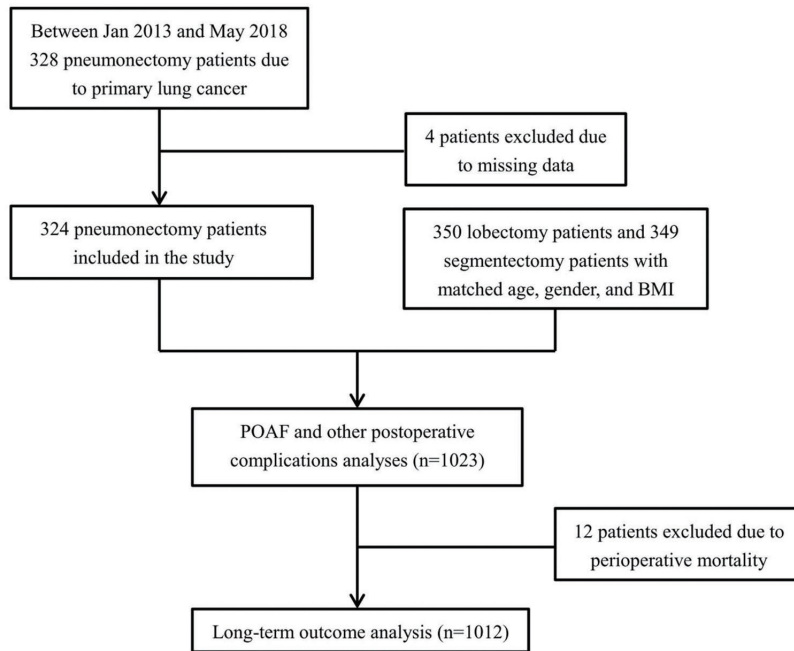 Between Jan 2013 and May 2018
328 pneumonectomy patients due
to primary lung cancer
4 patients excluded due
to missing data
324 pneumonectomy patients
included in the study
350 lobectomy patients and 349
segmentectomy patients with
matched age, gender, and BMI
POAF and other postoperative
complications analyses (n=1023)
12 patients excluded due to
perioperative mortality
Long-term outcome analysis (n=1012)